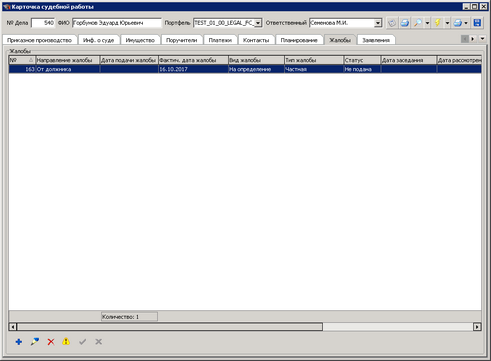 Карточка судебной работы
№ Дела 540 ФИО Горбунов Эдуард Юрьевич Портфель TEST_01_00_LEGAL_FC_ Ответственный Семенова М.И.
Приказное производство Инф. о суде Имущество Поручители Платежи Контакты Планирование Жалобы Заявления
Жалобы
№ Направление жалобы Дата подачи жалобы Фактич. дата жалобы Вид жалобы Тип жалобы Статус Дата заседания Дата рассмотрен
163 От должника 16.10.2017 На определение Частная Не подана
Количество: 1